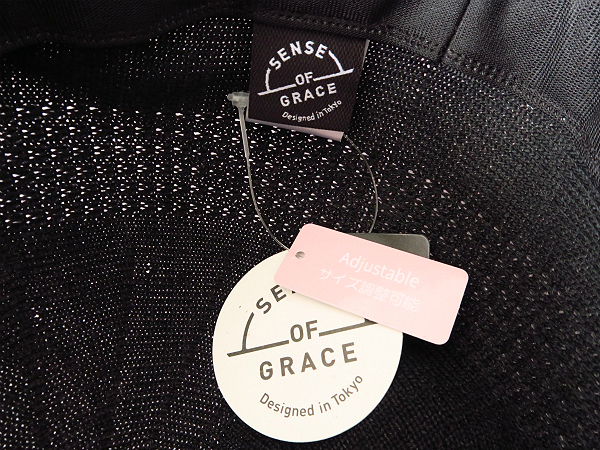 SENSE
OF
GRACE
Designed in Tokyo
Adjustable
サイズ調整可能
SENSE
OF
GRACE
Designed in Tokyo